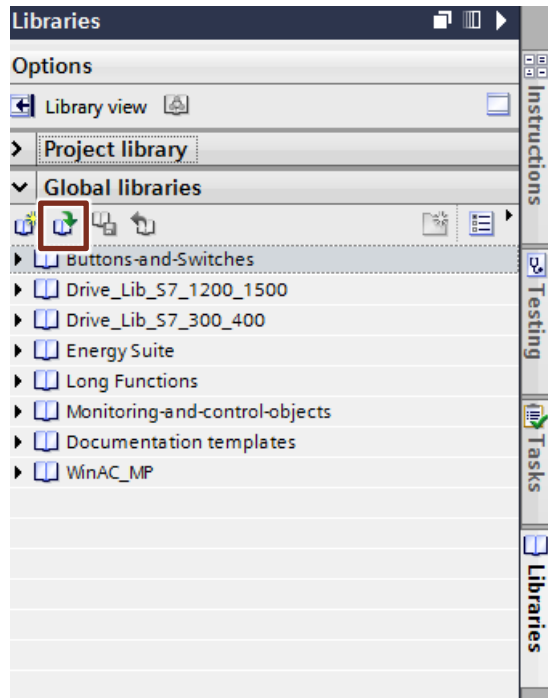 Libraries
Options
Library view
Project library
Global libraries
Buttons-and-Switches
Drive_Lib_S7_1200_1500
Drive_Lib_S7_300_400
Energy Suite
Long Functions
Monitoring-and-control-objects
Documentation templates
WinAC_MP
Instructions
Testing
Tasks
Libraries